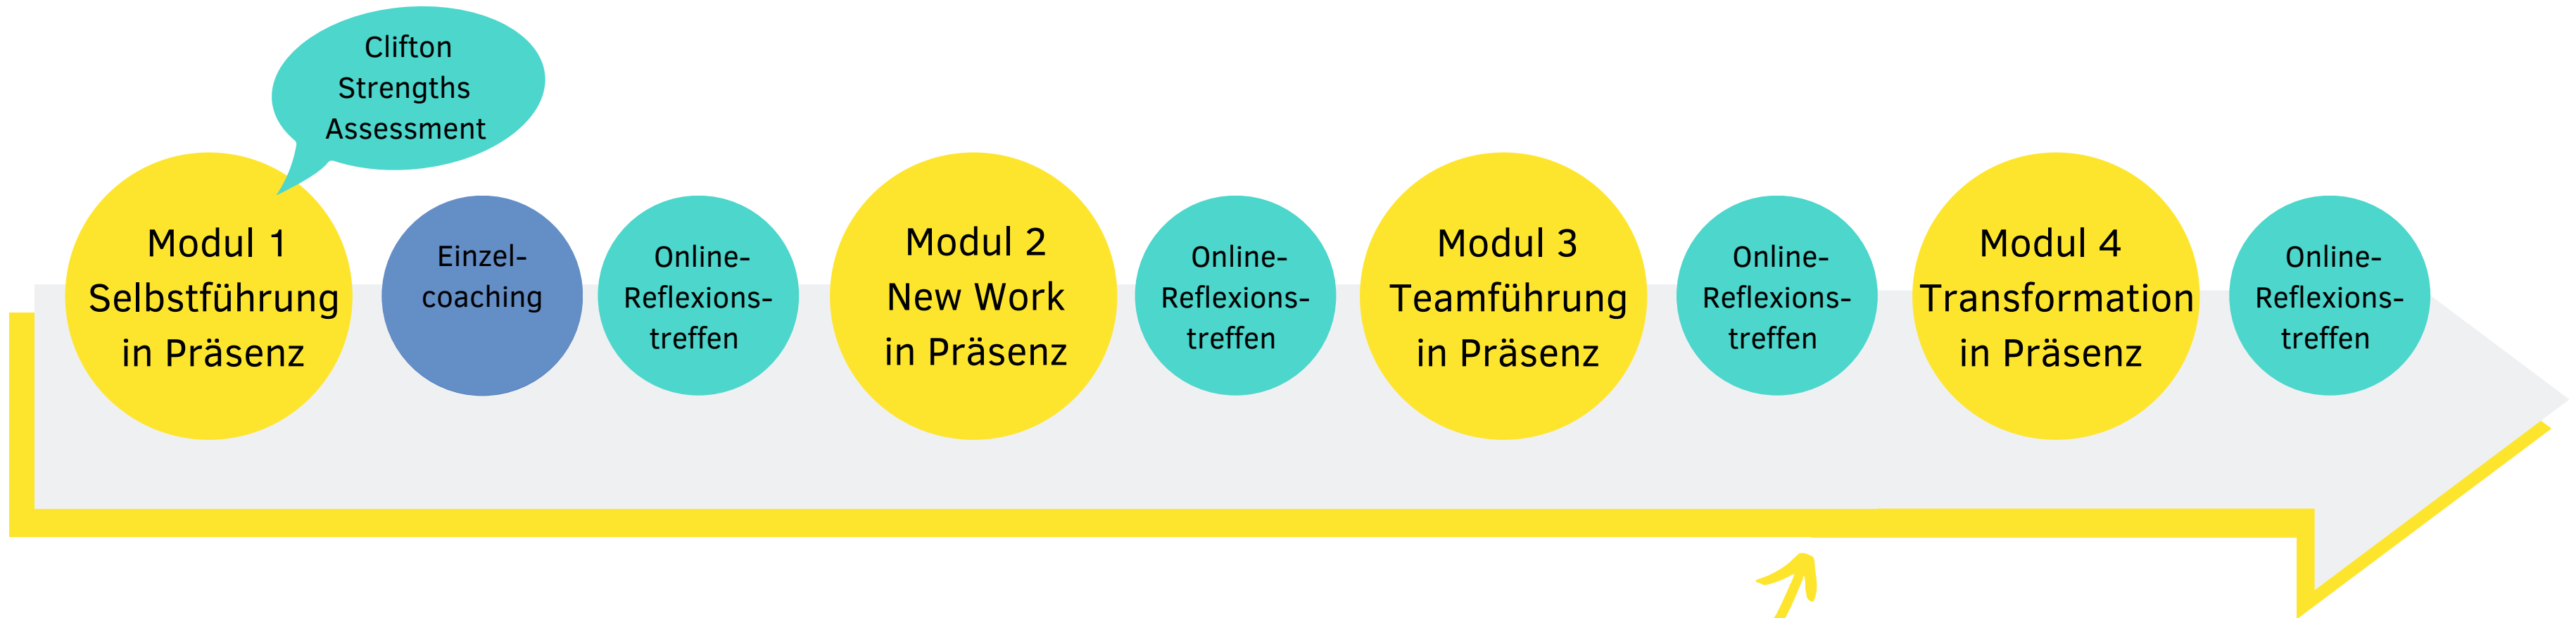 Clifton
Strengths
Assessment
Modul 1
Selbstführung
in Präsenz
Einzel-
coaching
Online-
Reflexions-
treffen
Modul 2
New Work
in Präsenz
Online-
Reflexions-
treffen
Modul 3
Teamführung
in Präsenz
Online-
Reflexions-
treffen
Modul 4
Transformation
in Präsenz
Online-
Reflexions-
treffen